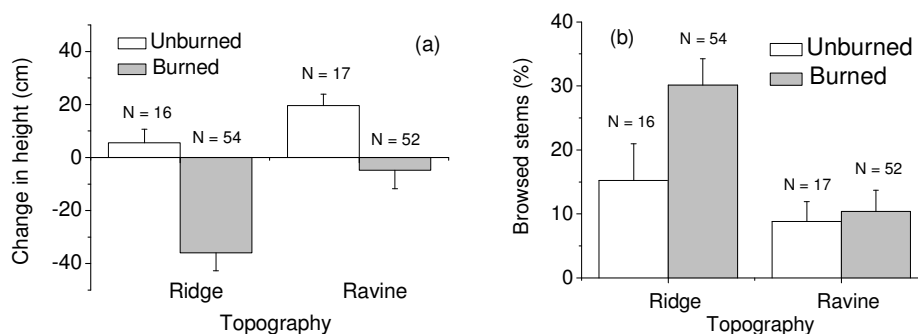 Unburned
Burned
(a)
N = 16
N = 54
N = 17
N = 52
40
20
0
-20
-40
Change in height (cm)
Ridge
Ravine
Topography
(b)
Unburned
Burned
N = 16
N = 54
N = 17
N = 52
40
30
20
10
0
Browsed stems (%)
Ridge
Ravine
Topography